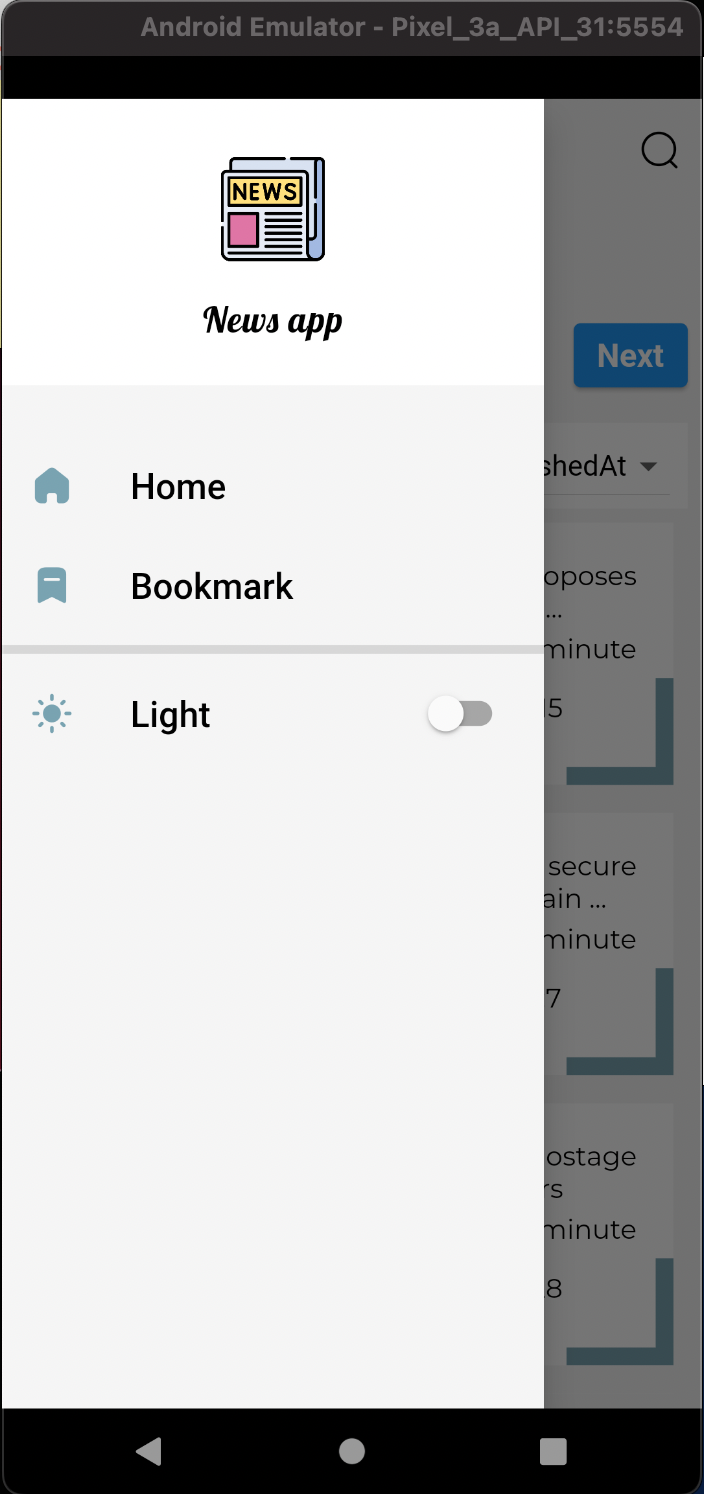 Android Emulator - Pixel_3a_API_31:5554
NEWS
News app
Next
Home
shedAt
Bookmark
oposes
...
minute
Light
15
secure
ain ...
minute
7
ostage
rs
minute
8